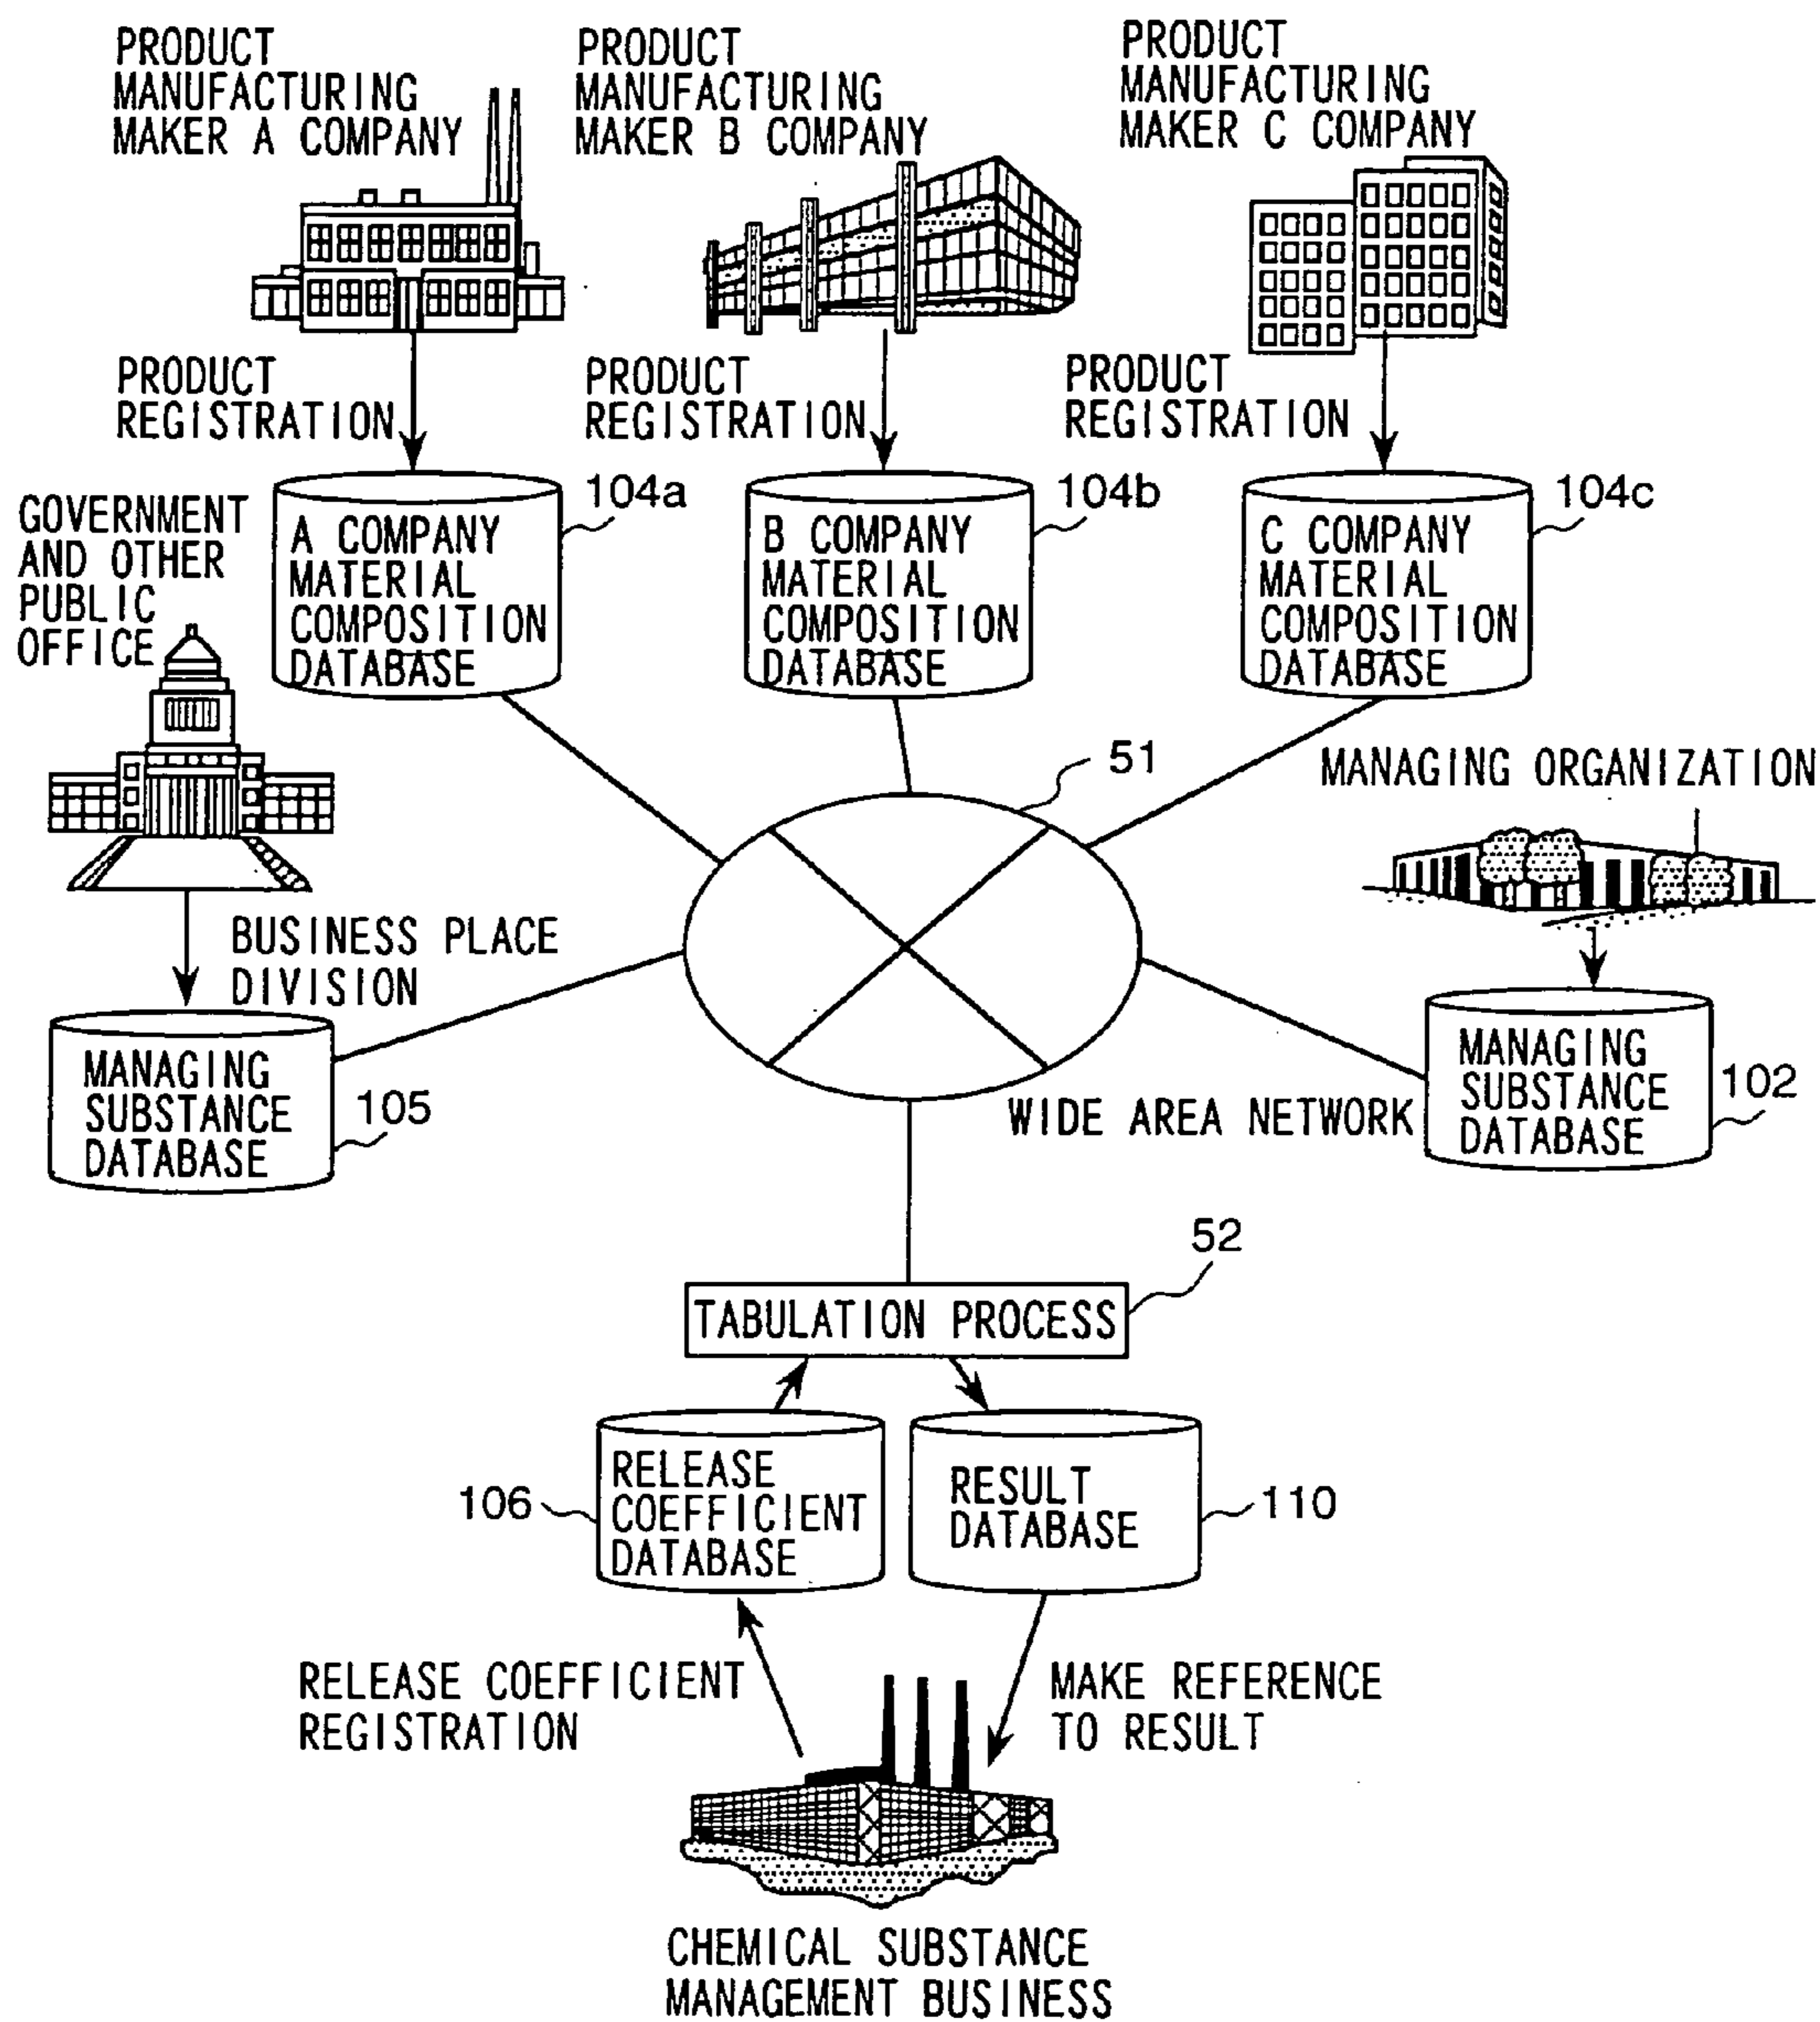 PRODUCT
MANUFACTURING
MAKER A COMPANY
PRODUCT
MANUFACTURING
MAKER B COMPANY
PRODUCT
MANUFACTURING
MAKER C COMPANY
PRODUCT
REGISTRATION
PRODUCT
REGISTRATION
PRODUCT
REGISTRATION
104a
104b
104c
GOVERNMENT
AND OTHER
PUBLIC
OFFICE
A COMPANY
MATERIAL
COMPOSITION
DATABASE
B COMPANY
MATERIAL
COMPOSITION
DATABASE
C COMPANY
MATERIAL
COMPOSITION
DATABASE
51
MANAGING ORGANIZATION
BUSINESS PLACE
DIVISION
MANAGING
SUBSTANCE
DATABASE
105
WIDE AREA NETWORK
MANAGING
SUBSTANCE
DATABASE
102
52
TABULATION PROCESS
106
RELEASE
COEFFICIENT
DATABASE
RESULT
DATABASE
110
RELEASE COEFFICIENT
REGISTRATION
MAKE REFERENCE
TO RESULT
CHEMICAL SUBSTANCE
MANAGEMENT BUSINESS